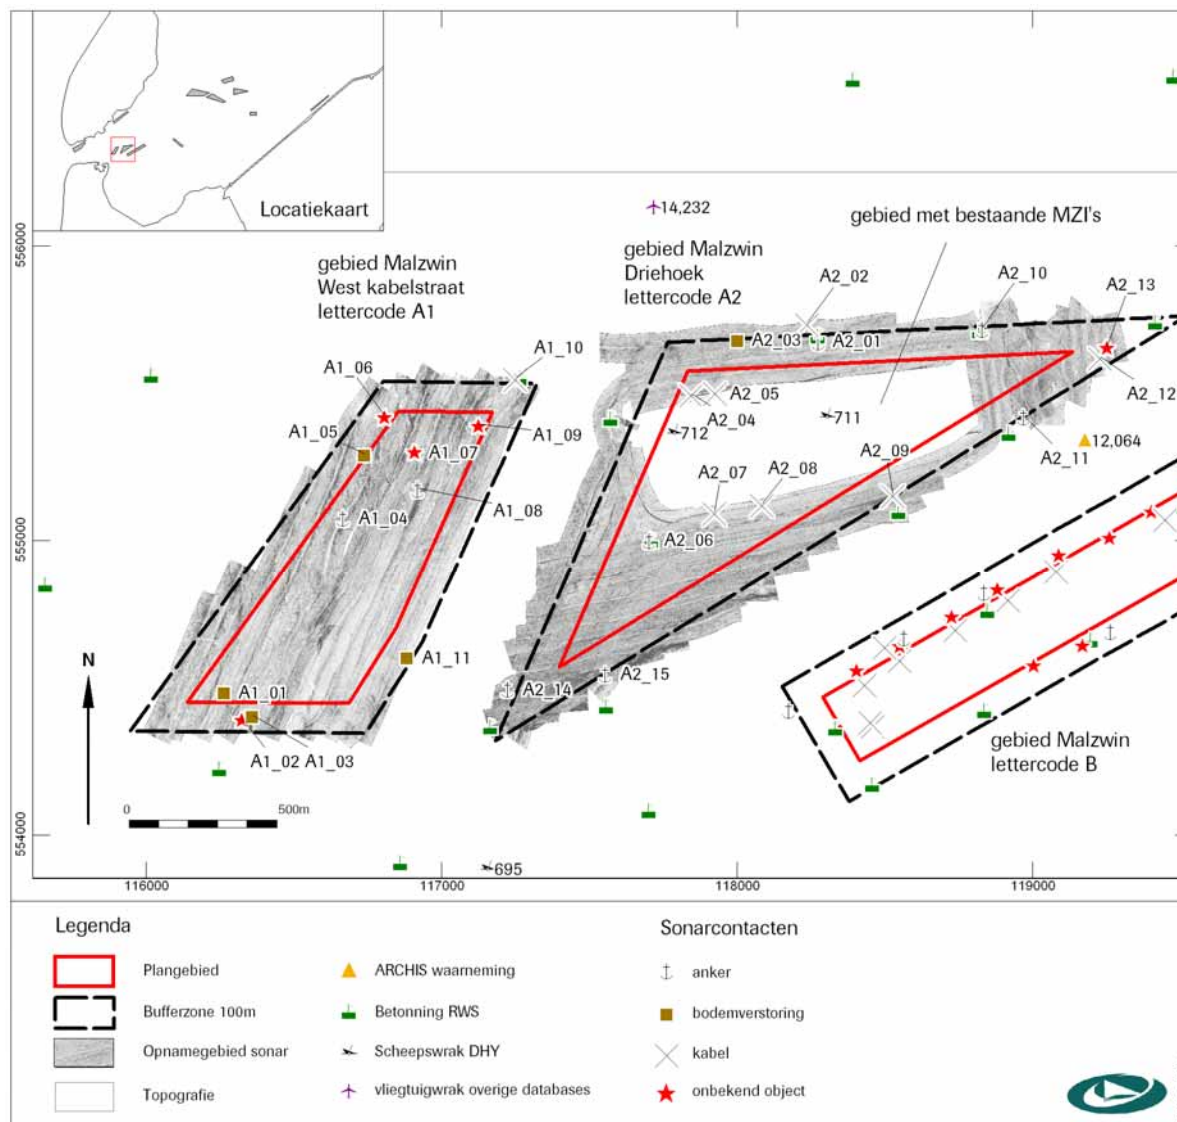 Locatiekaart
14,232
gebied met bestaande MZI's
gebied Malzwin
West kabelstraat
lettercode A1
gebied Malzwin
Driehoek
lettercode A2
A2_02
A2_10
A2_13
A2_03
A2_01
A1_10
A1_06
A2_05
A2_04
711
712
A2_12
A1_05
A1_07
A1_09
12,064
A2_11
A2_09
A2_07
A2_08
A1_04
A1_08
A2_06
A1_11
A2_15
A2_14
A1_01
A1_02
A1_03
gebied Malzwin
lettercode B
N
0
500m
695
556000
555000
554000
116000
117000
118000
119000
Legenda
Plangebied
Bufferzone 100m
Opnamegebied sonar
Topografie
ARCHIS waarneming
Betonning RWS
Scheepswrak DHY
vliegtuigwrak overige databases
Sonarcontacten
anker
bodemverstoring
kabel
onbekend object